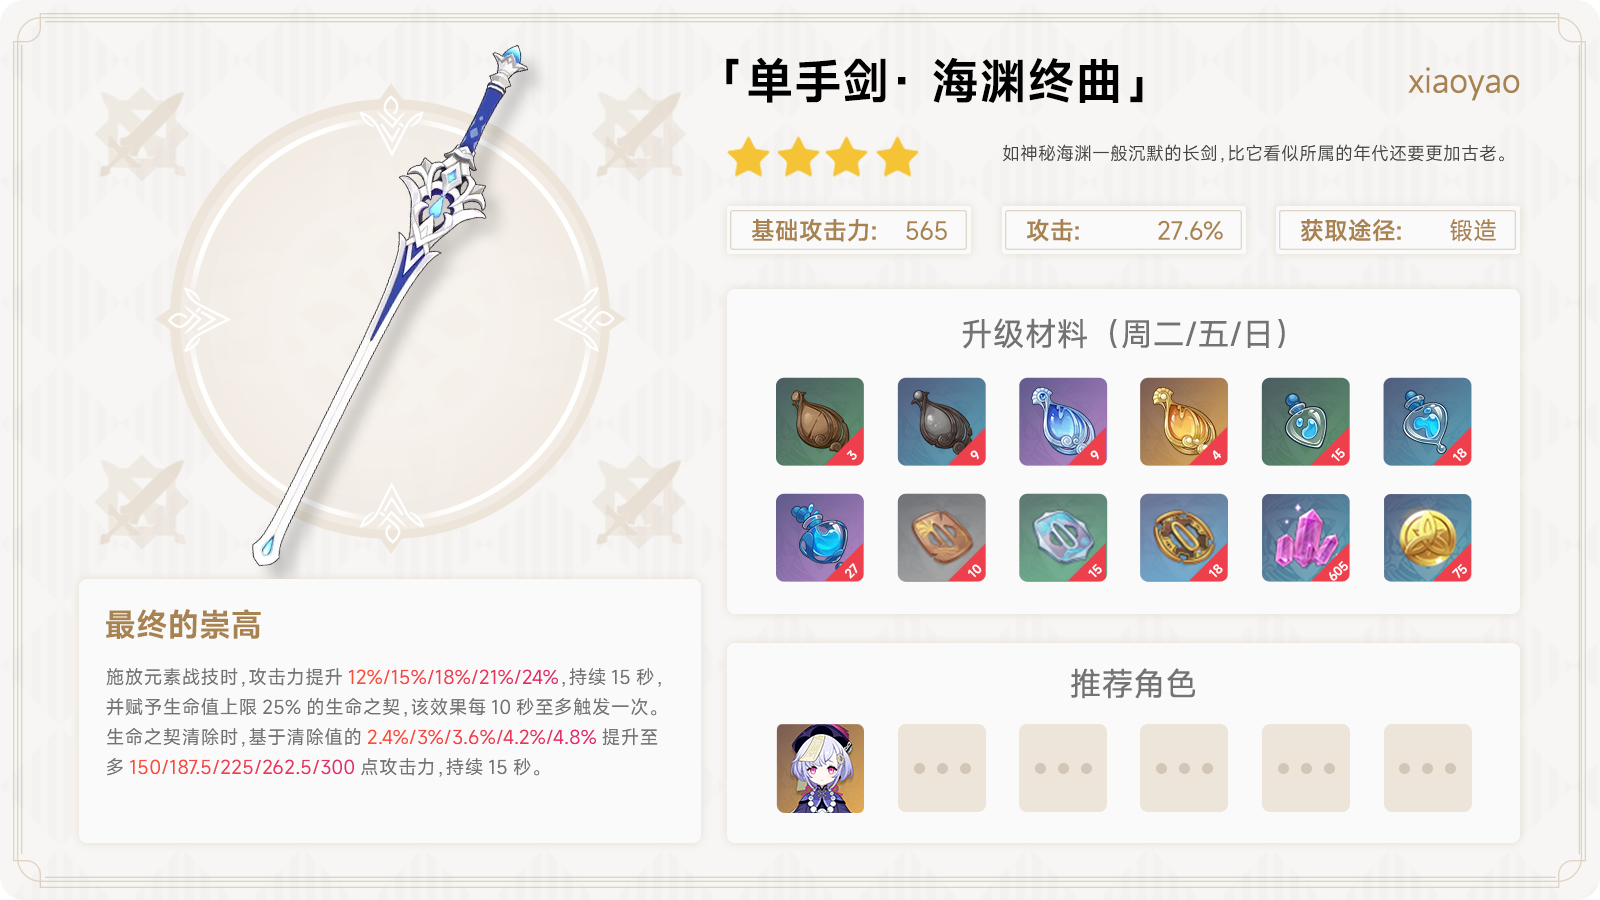 「单手剑· 海渊终曲」
xiaoyao
如神秘海渊一般沉默的长剑,比它看似所属的年代还要更加古老。
基础攻击力: 565
攻击: 27.6%
获取途径: 锻造
升级材料（周二/五/日）
3 9 9 4 15 18
27 10 15 18 605 75
最终的崇高
施放元素战技时,攻击力提升 12%/15%/18%/21%/24%,持续 15 秒,
并赋予生命值上限 25% 的生命之契,该效果每 10 秒至多触发一次。
生命之契清除时,基于清除值的 2.4%/3%/3.6%/4.2%/4.8% 提升至
多 150/187.5/225/262.5/300 点攻击力,持续 15 秒。
推荐角色